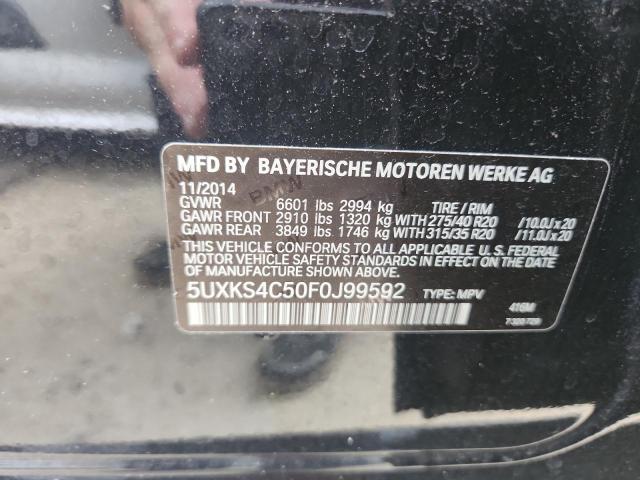 MFD BY BAYERISCHE MOTOREN WERKE AG
11/2014
GVWR 6601 lbs 2994 kg TIRE / RIM
GAWR FRONT 2910 lbs 1320 kg WITH 275/40 R20 /10.0J x 20
GAWR REAR 3849 lbs 1746 kg WITH 315/35 R20 /11.0J x 20
THIS VEHICLE CONFORMS TO ALL APPLICABLE U. S. FEDERAL
MOTOR VEHICLE SAFETY STANDARDS IN EFFECT ON THE
DATE OF MANUFACTURE SHOWN ABOVE.
5UXKS4C50F0J99592 TYPE: MPV
416M